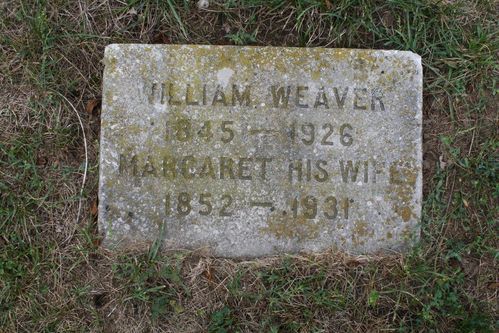 WILLIAM WEAVER
1845 — 1926
MARGARET HIS WIFE
1852 — 1931